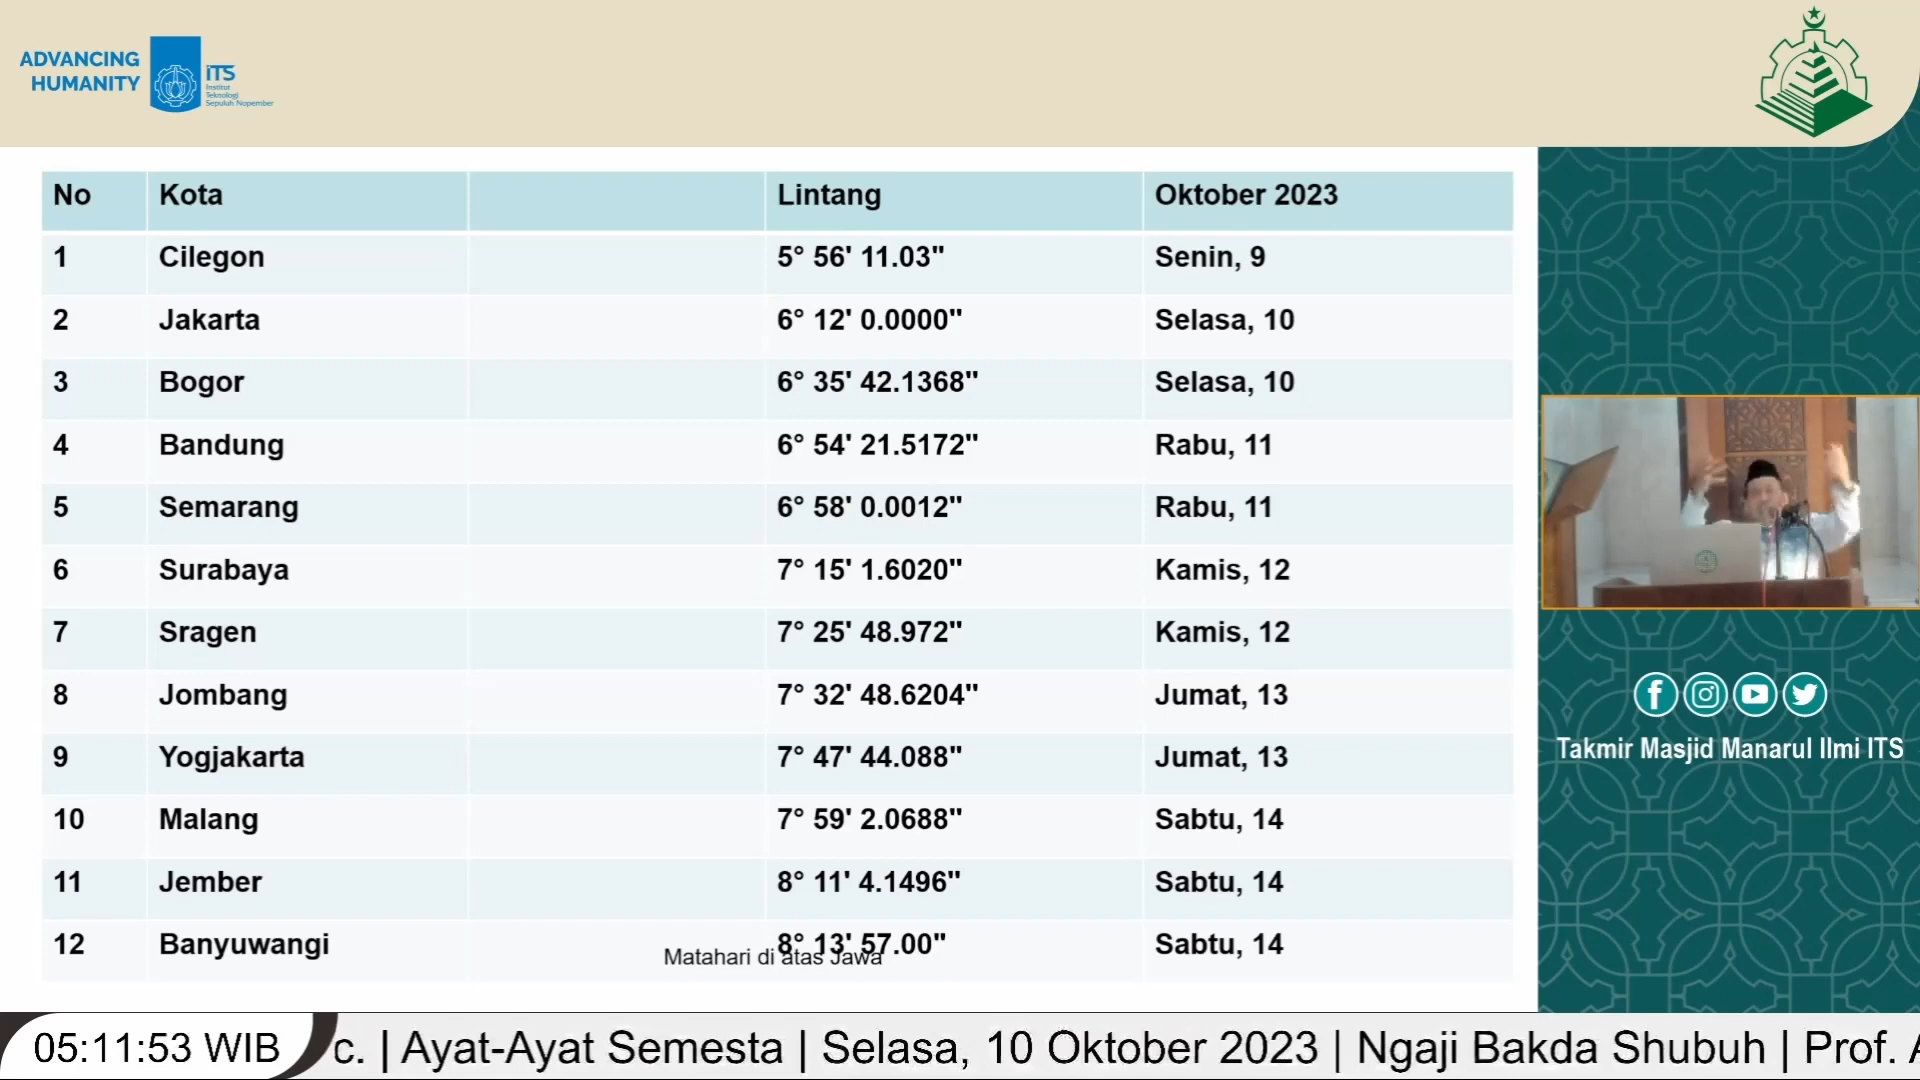 ADVANCING
HUMANITY
ITS
Institut
Teknologi
Sepuluh Nopember
No Kota Lintang Oktober 2023
1 Cilegon 5° 56' 11.03" Senin, 9
2 Jakarta 6° 12' 0.0000" Selasa, 10
3 Bogor 6° 35' 42.1368" Selasa, 10
4 Bandung 6° 54' 21.5172" Rabu, 11
5 Semarang 6° 58' 0.0012" Rabu, 11
6 Surabaya 7° 15' 1.6020" Kamis, 12
7 Sragen 7° 25' 48.972" Kamis, 12
8 Jombang 7° 32' 48.6204" Jumat, 13
9 Yogjakarta 7° 47' 44.088" Jumat, 13
10 Malang 7° 59' 2.0688" Sabtu, 14
11 Jember 8° 11' 4.1496" Sabtu, 14
12 Banyuwangi 8° 13' 57.00" Sabtu, 14
Matahari di atas Jawa
Takmir Masjid Manarul Ilmi ITS
05:11:53 WIB c. | Ayat-Ayat Semesta | Selasa, 10 Oktober 2023 | Ngaji Bakda Shubuh | Prof.